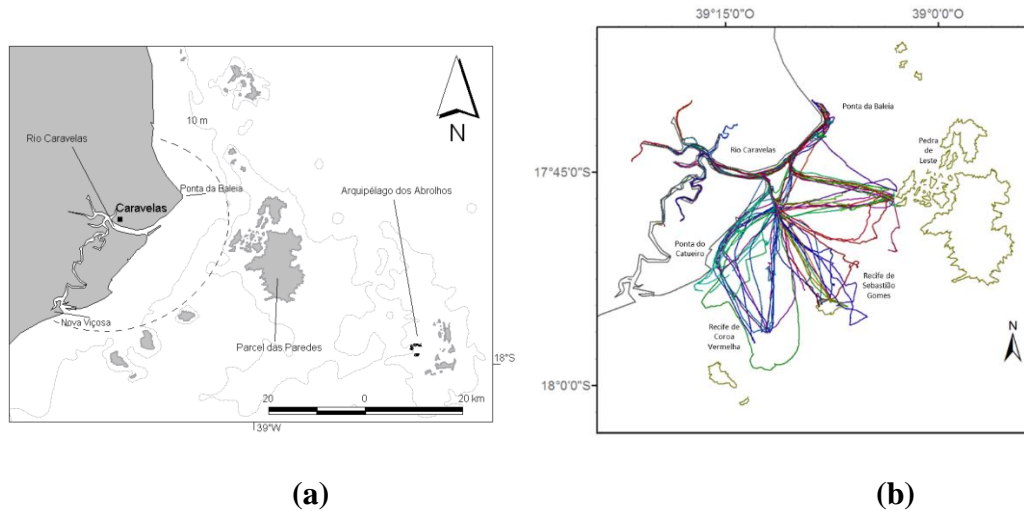 10 m
Rio Caravelas
N
Ponta da Baleia
Arquipélago dos Abrolhos
Caravelas
Nova Viçosa
Parcel das Paredes
18°S
20 0 20 km
39°W
(a)
39°15'0"O 39°0'0"O
Ponta da Baleia
Rio Caravelas
Pedra
de
Leste
17°45'0"S
Ponta do
Catueiro
Recife de
Sebastião
Gomes
Recife de
Coroa
Vermelha
N
18°0'0"S
(b)